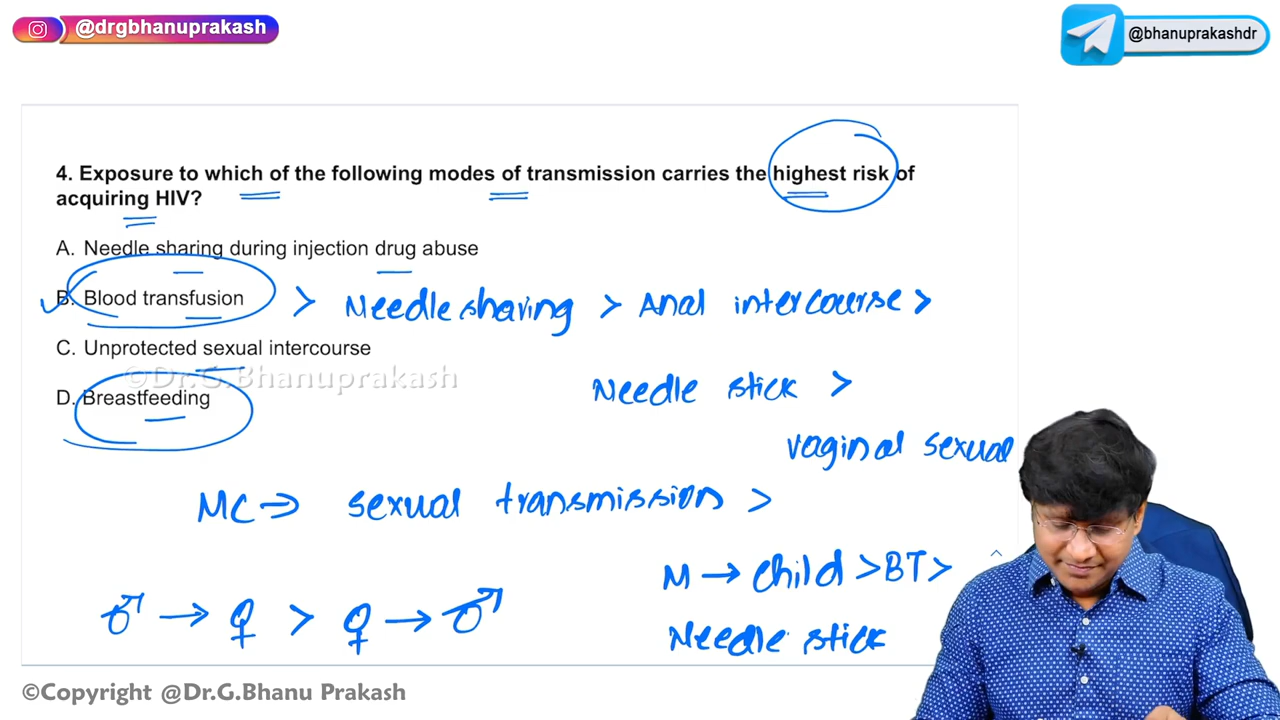 @drgbhanuprakash
@bhanuprakashdr
4. Exposure to which of the following modes of transmission carries the highest risk of
acquiring HIV?
A. Needle sharing during injection drug abuse
B. Blood transfusion > Needle sharing > Anal intercourse >
C. Unprotected sexual intercourse
©Dr.G.Bhanuprakash
Needle stick >
D. Breastfeeding
vaginal sexual
MC → sexual transmission >
M → child > BT >
♂ → ♀ > ♀ → ♂
Needle stick
©Copyright @Dr.G.Bhanu Prakash